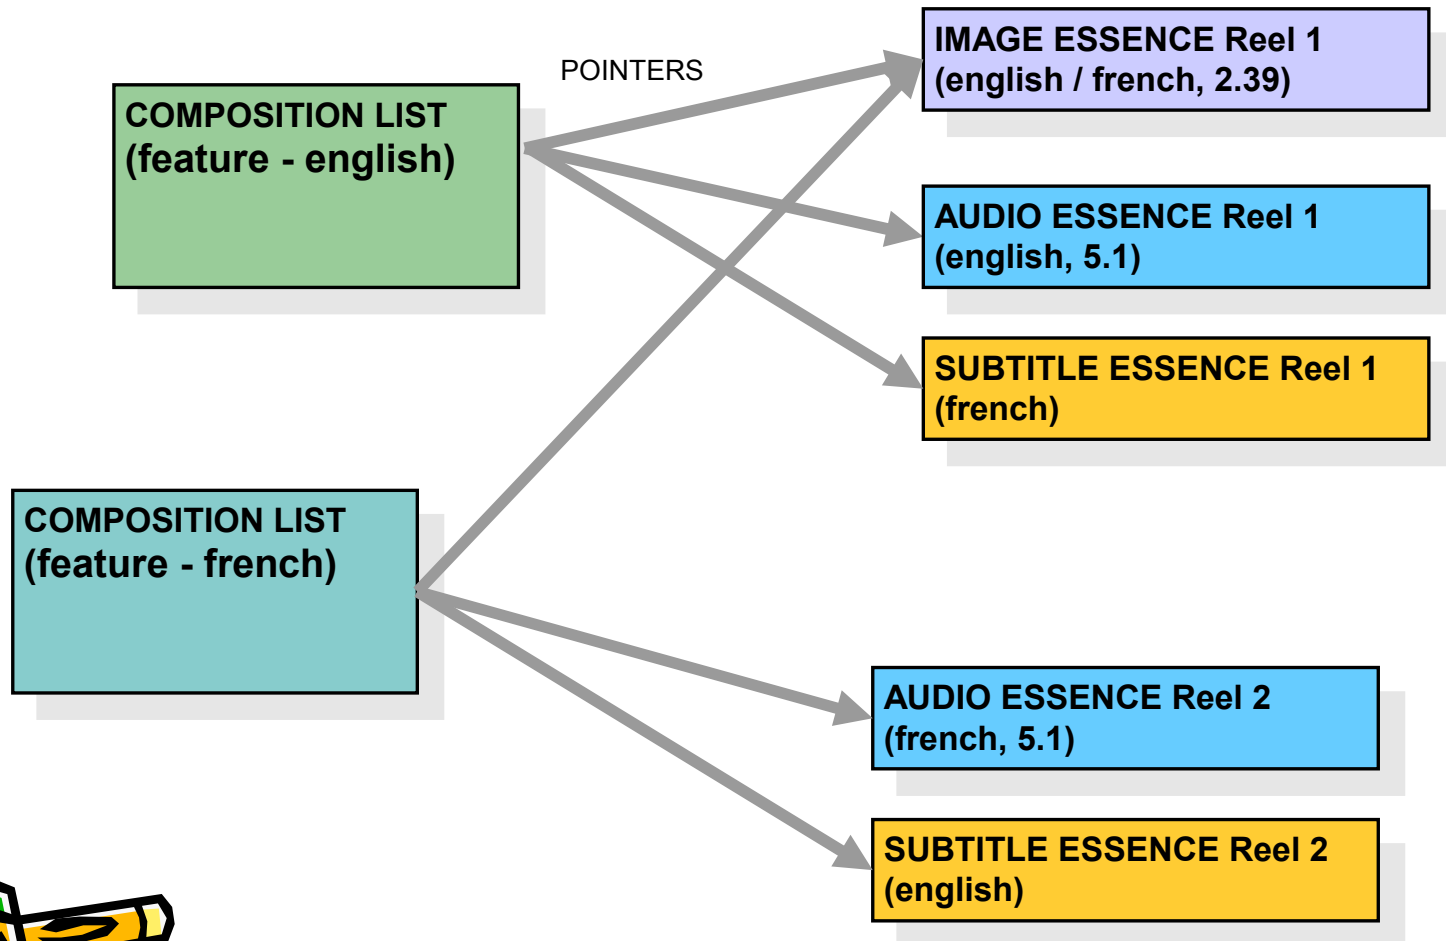 POINTERS
COMPOSITION LIST
(feature - english)
IMAGE ESSENCE Reel 1
(english / french, 2.39)
AUDIO ESSENCE Reel 1
(english, 5.1)
SUBTITLE ESSENCE Reel 1
(french)
COMPOSITION LIST
(feature - french)
AUDIO ESSENCE Reel 2
(french, 5.1)
SUBTITLE ESSENCE Reel 2
(english)